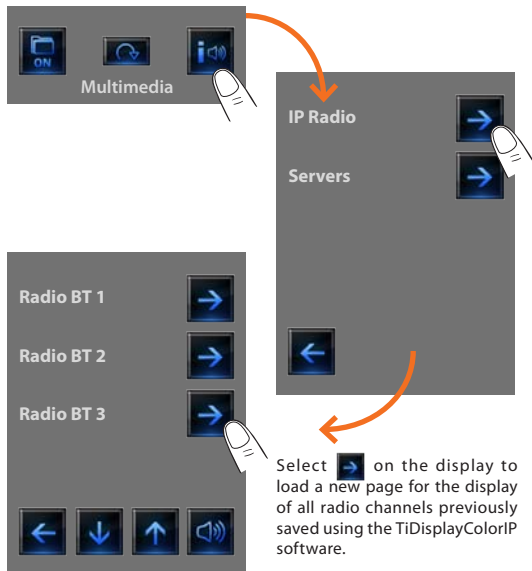 ON
i
Multimedia
IP Radio
Servers
Radio BT 1
Radio BT 2
Radio BT 3
Select on the display to
load a new page for the display
of all radio channels previously
saved using the TiDisplayColorIP
software.